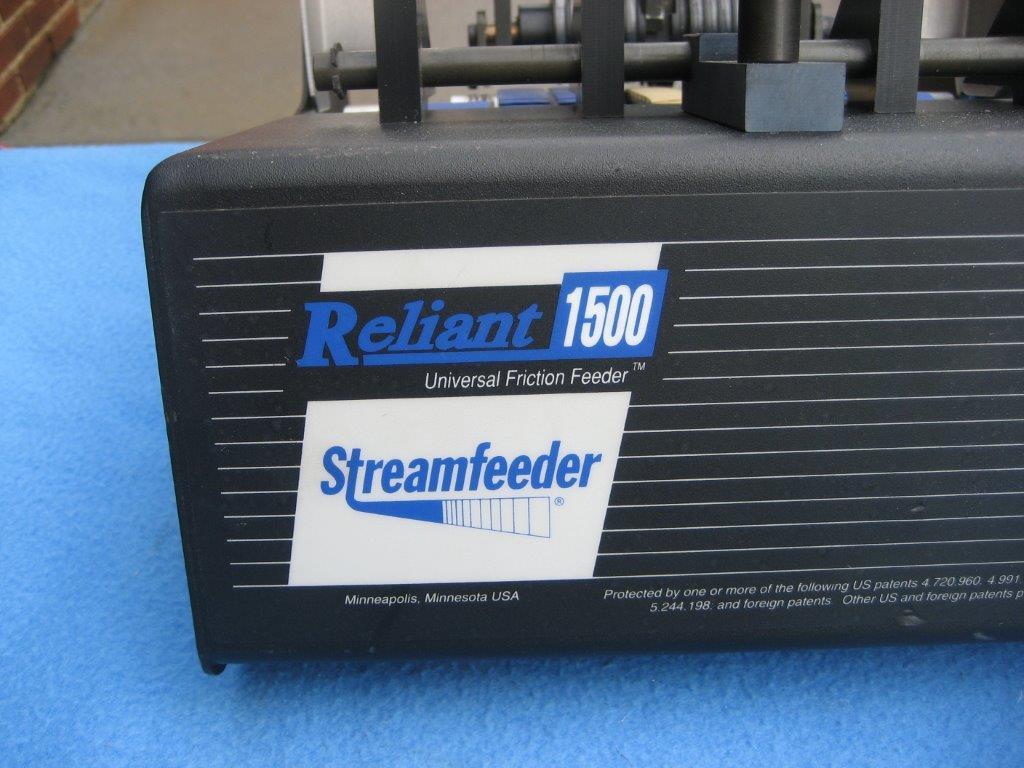 Reliant 1500
Universal Friction Feeder™
Streamfeeder®
Minneapolis, Minnesota USA
Protected by one or more of the following US patents 4.720.960. 4.991.
5.244.198. and foreign patents. Other US and foreign patents p